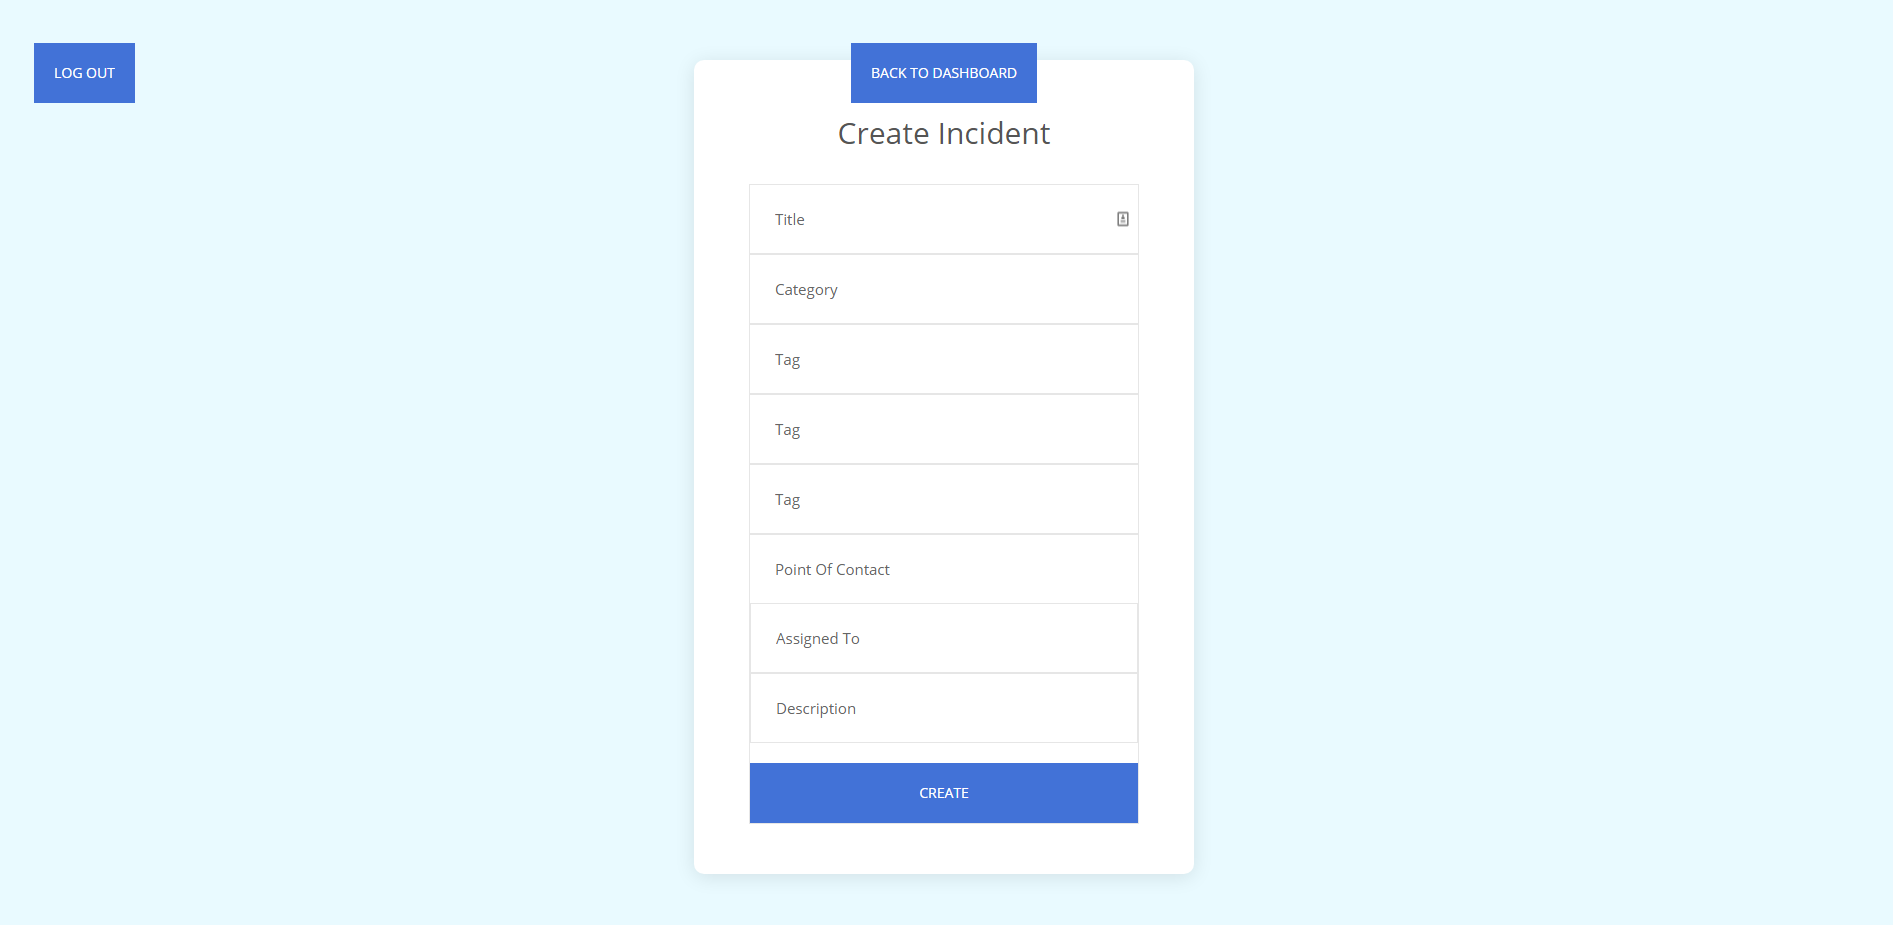 LOG OUT
BACK TO DASHBOARD
Create Incident
Title
Category
Tag
Tag
Tag
Point Of Contact
Assigned To
Description
CREATE